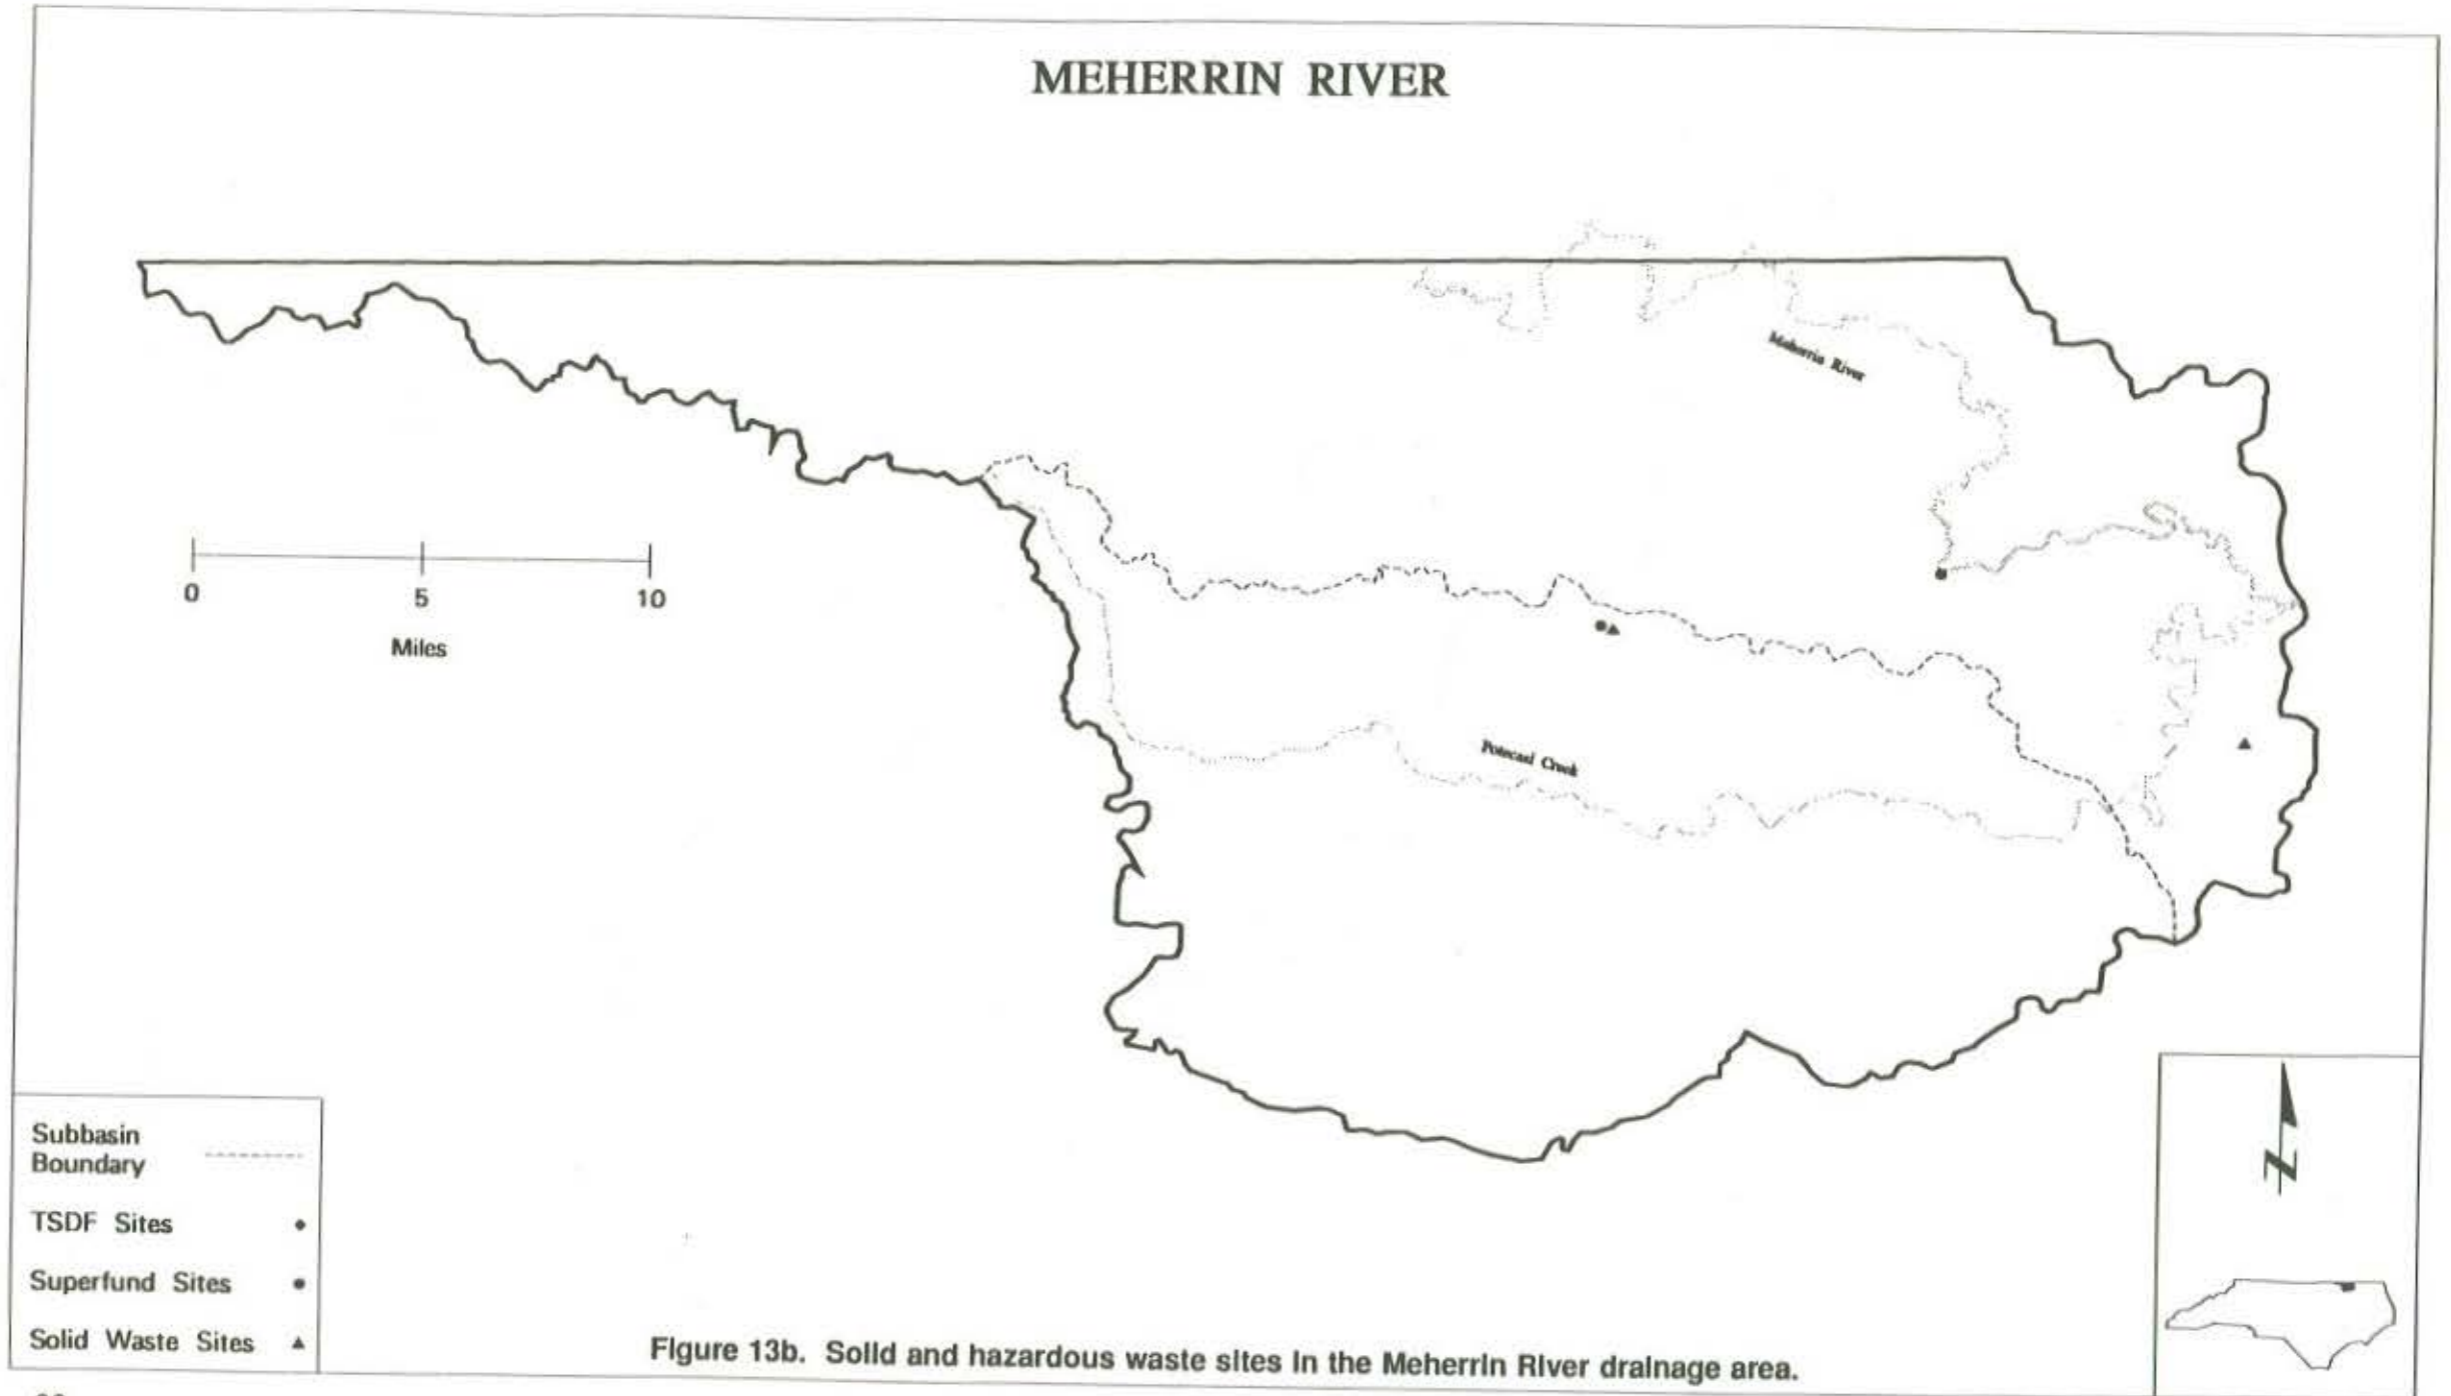 MEHERRIN RIVER
Meherrin River
0 5 10
Miles
Potecasi Creek
Subbasin
Boundary
TSDF Sites
Superfund Sites
Solid Waste Sites
N
Figure 13b. Solid and hazardous waste sites in the Meherrin River drainage area.